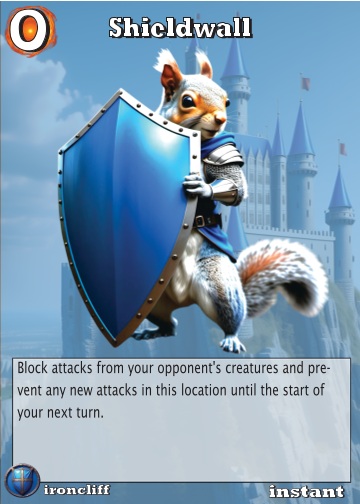 0 Shieldwall
Block attacks from your opponent's creatures and pre-
vent any new attacks in this location until the start of
your next turn.
ironcliff instant